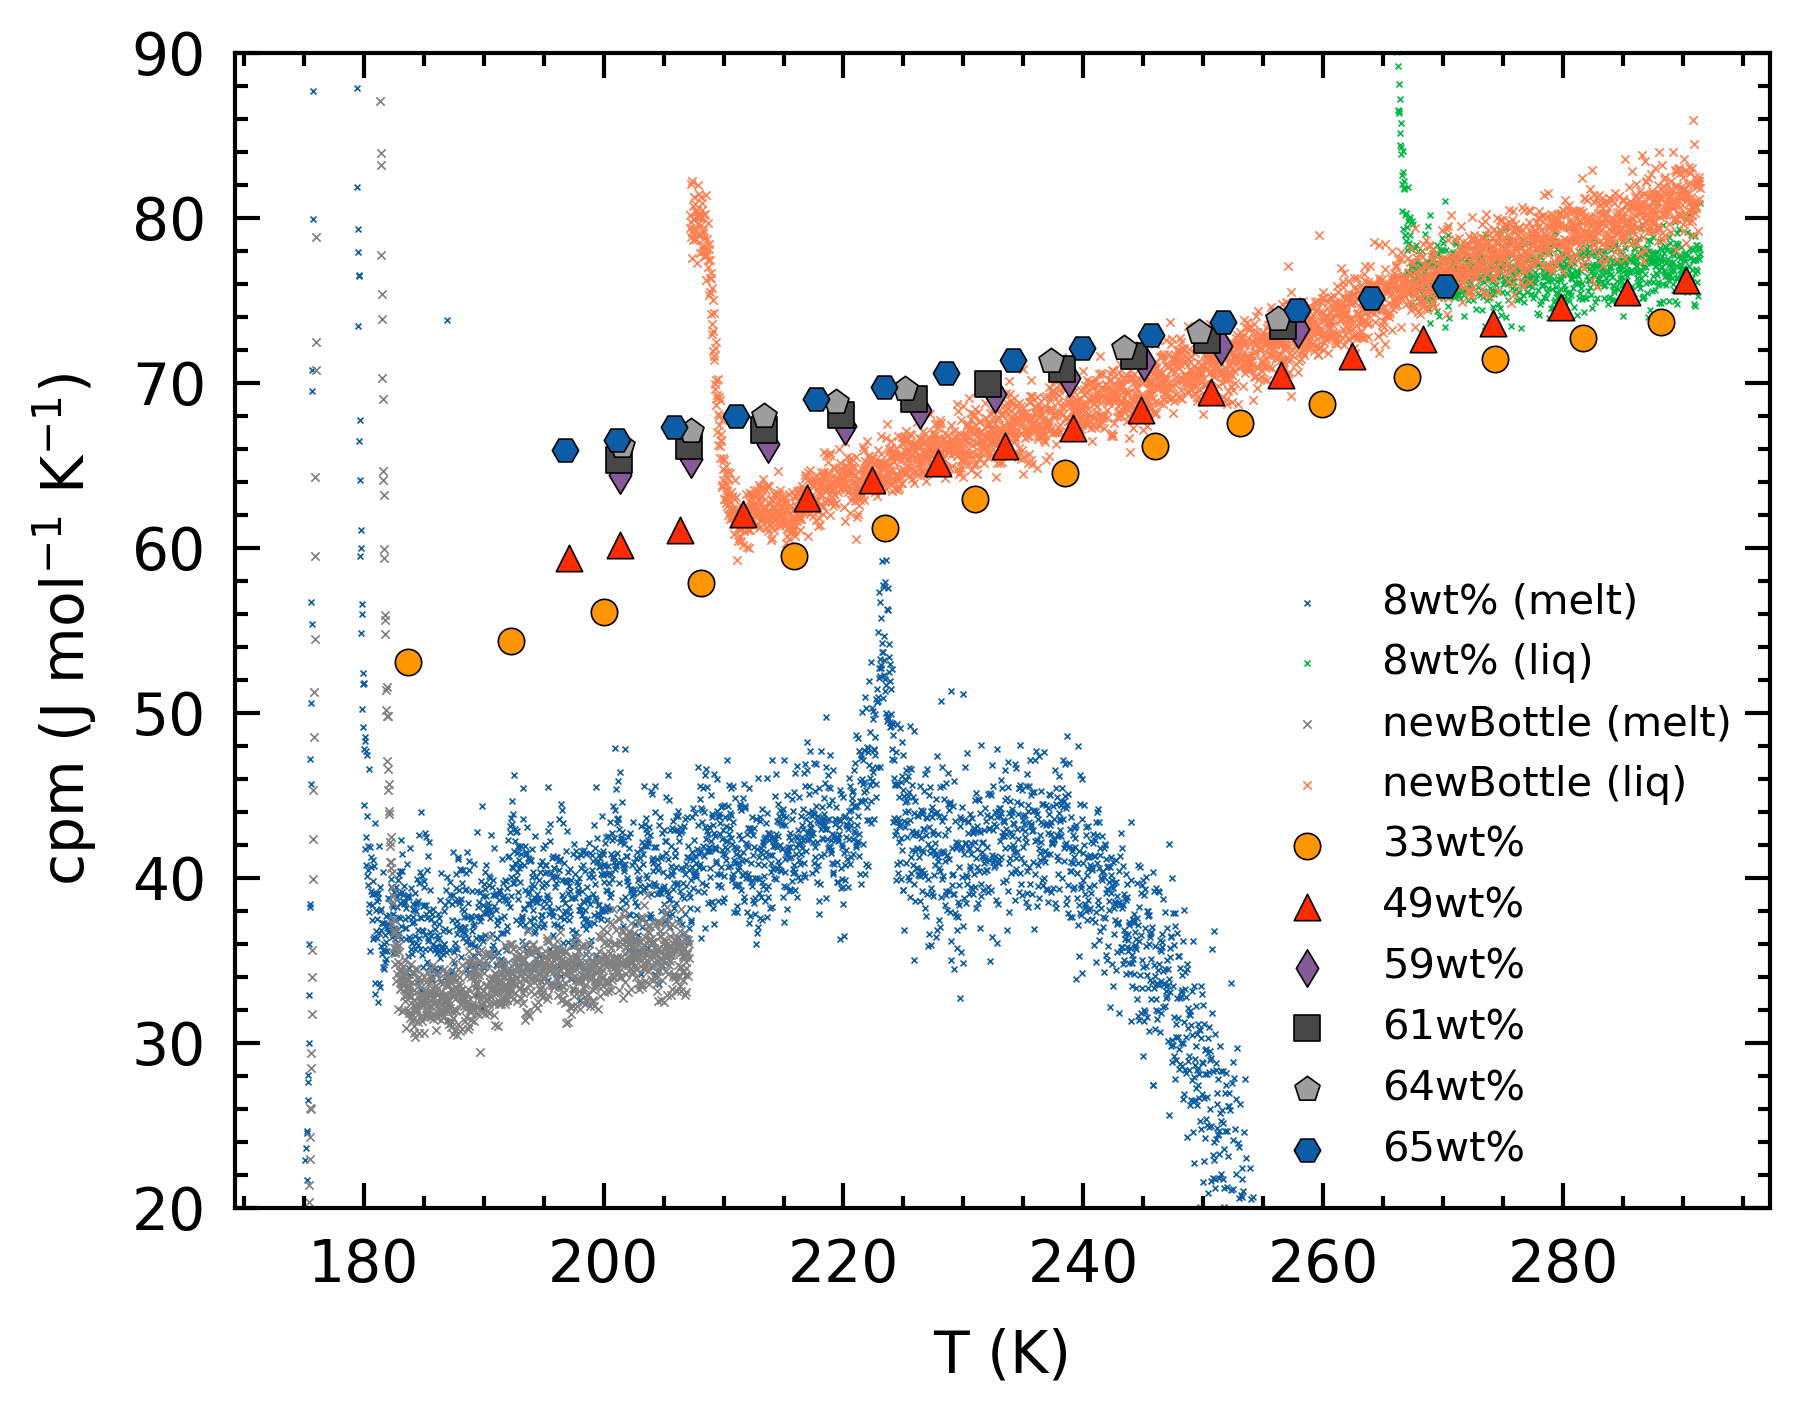 90
80
70
60
50
40
30
20
cpm (J mol⁻¹ K⁻¹)
8wt% (melt)
8wt% (liq)
newBottle (melt)
newBottle (liq)
33wt%
49wt%
59wt%
61wt%
64wt%
65wt%
180 200 220 240 260 280
T (K)